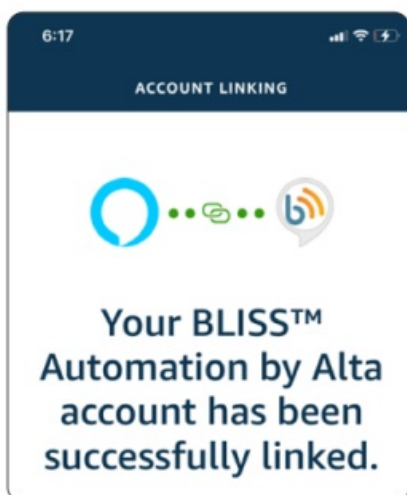 6:17
ACCOUNT LINKING
b
Your BLISS™
Automation by Alta
account has been
successfully linked.